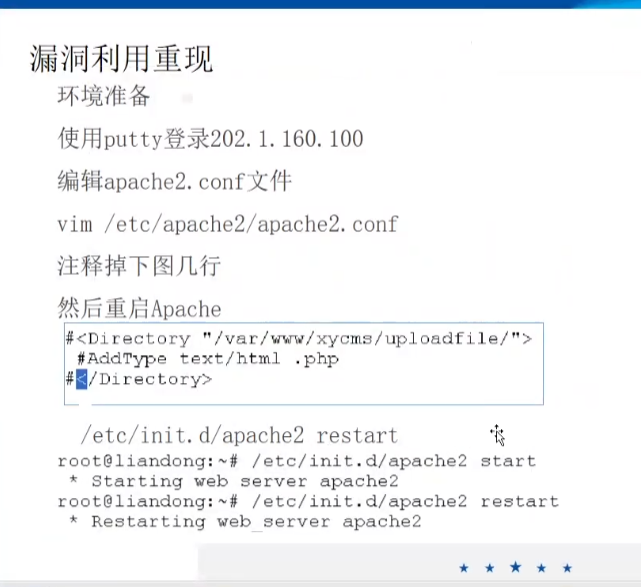 漏洞利用重现
环境准备
使用putty登录202.1.160.100
编辑apache2.conf文件
vim /etc/apache2/apache2.conf
注释掉下图几行
然后重启Apache
#<Directory "/var/www/xycms/uploadfile/">
#AddType text/html .php
#</Directory>
/etc/init.d/apache2 restart
root@liandong:~# /etc/init.d/apache2 start
* Starting web server apache2
root@liandong:~# /etc/init.d/apache2 restart
* Restarting web_server apache2